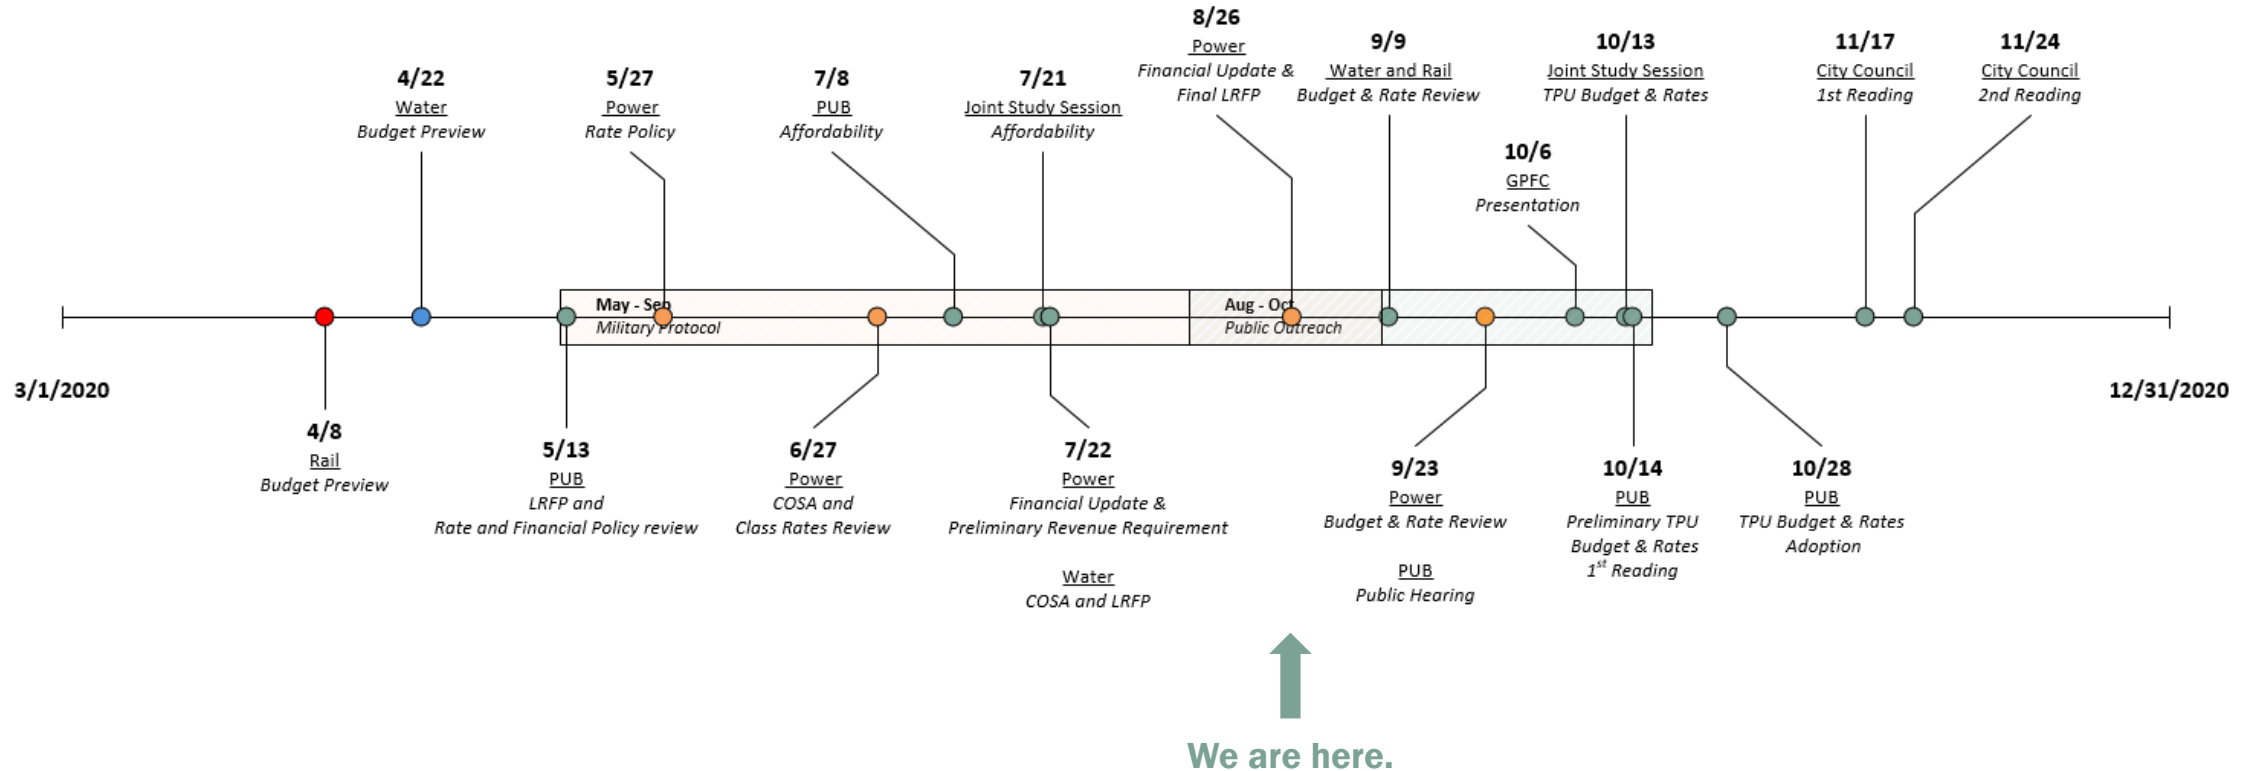 8/26
Power
Financial Update &
Final LRFP
9/9
Water and Rail
Budget & Rate Review
10/13
Joint Study Session
TPU Budget & Rates
11/17
City Council
1st Reading
11/24
City Council
2nd Reading
4/22
Water
Budget Preview
5/27
Power
Rate Policy
7/8
PUB
Affordability
7/21
Joint Study Session
Affordability
10/6
GPFC
Presentation
May - Sep
Military Protocol
Aug - Oct
Public Outreach
3/1/2020
12/31/2020
4/8
Rail
Budget Preview
5/13
PUB
LRFP and
Rate and Financial Policy review
6/27
Power
COSA and
Class Rates Review
7/22
Power
Financial Update &
Preliminary Revenue Requirement
Water
COSA and LRFP
9/23
Power
Budget & Rate Review
PUB
Public Hearing
10/14
PUB
Preliminary TPU
Budget & Rates
1st Reading
10/28
PUB
TPU Budget & Rates
Adoption
We are here.